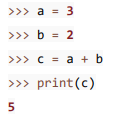 >>> a = 3
>>> b = 2
>>> c = a + b
>>> print(c)
5